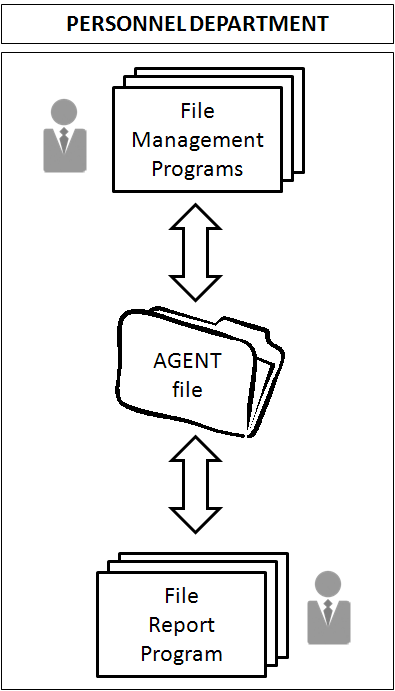 PERSONNEL DEPARTMENT
File
Management
Programs
AGENT
file
File
Report
Program